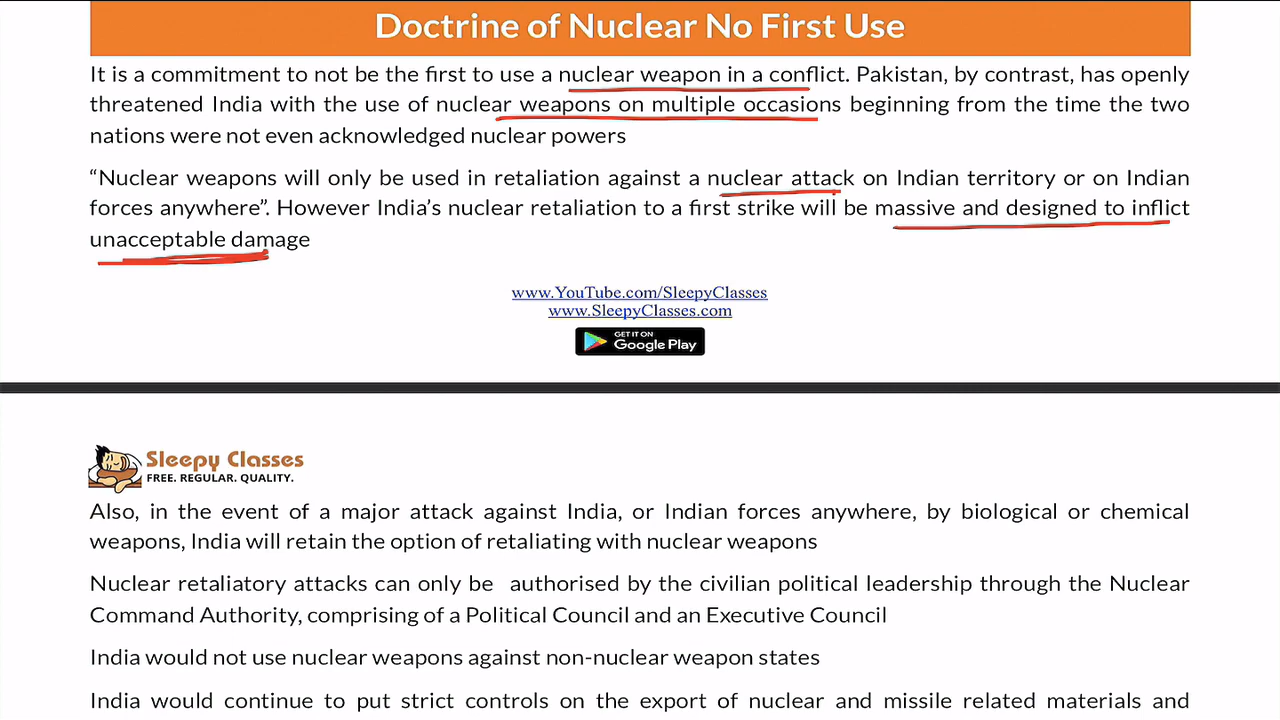 Doctrine of Nuclear No First Use
It is a commitment to not be the first to use a nuclear weapon in a conflict. Pakistan, by contrast, has openly
threatened India with the use of nuclear weapons on multiple occasions beginning from the time the two
nations were not even acknowledged nuclear powers
“Nuclear weapons will only be used in retaliation against a nuclear attack on Indian territory or on Indian
forces anywhere”. However India’s nuclear retaliation to a first strike will be massive and designed to inflict
unacceptable damage
www.YouTube.com/SleepyClasses
www.SleepyClasses.com
GET IT ON
Google Play
Sleepy Classes
FREE. REGULAR. QUALITY.
Also, in the event of a major attack against India, or Indian forces anywhere, by biological or chemical
weapons, India will retain the option of retaliating with nuclear weapons
Nuclear retaliatory attacks can only be authorised by the civilian political leadership through the Nuclear
Command Authority, comprising of a Political Council and an Executive Council
India would not use nuclear weapons against non-nuclear weapon states
India would continue to put strict controls on the export of nuclear and missile related materials and